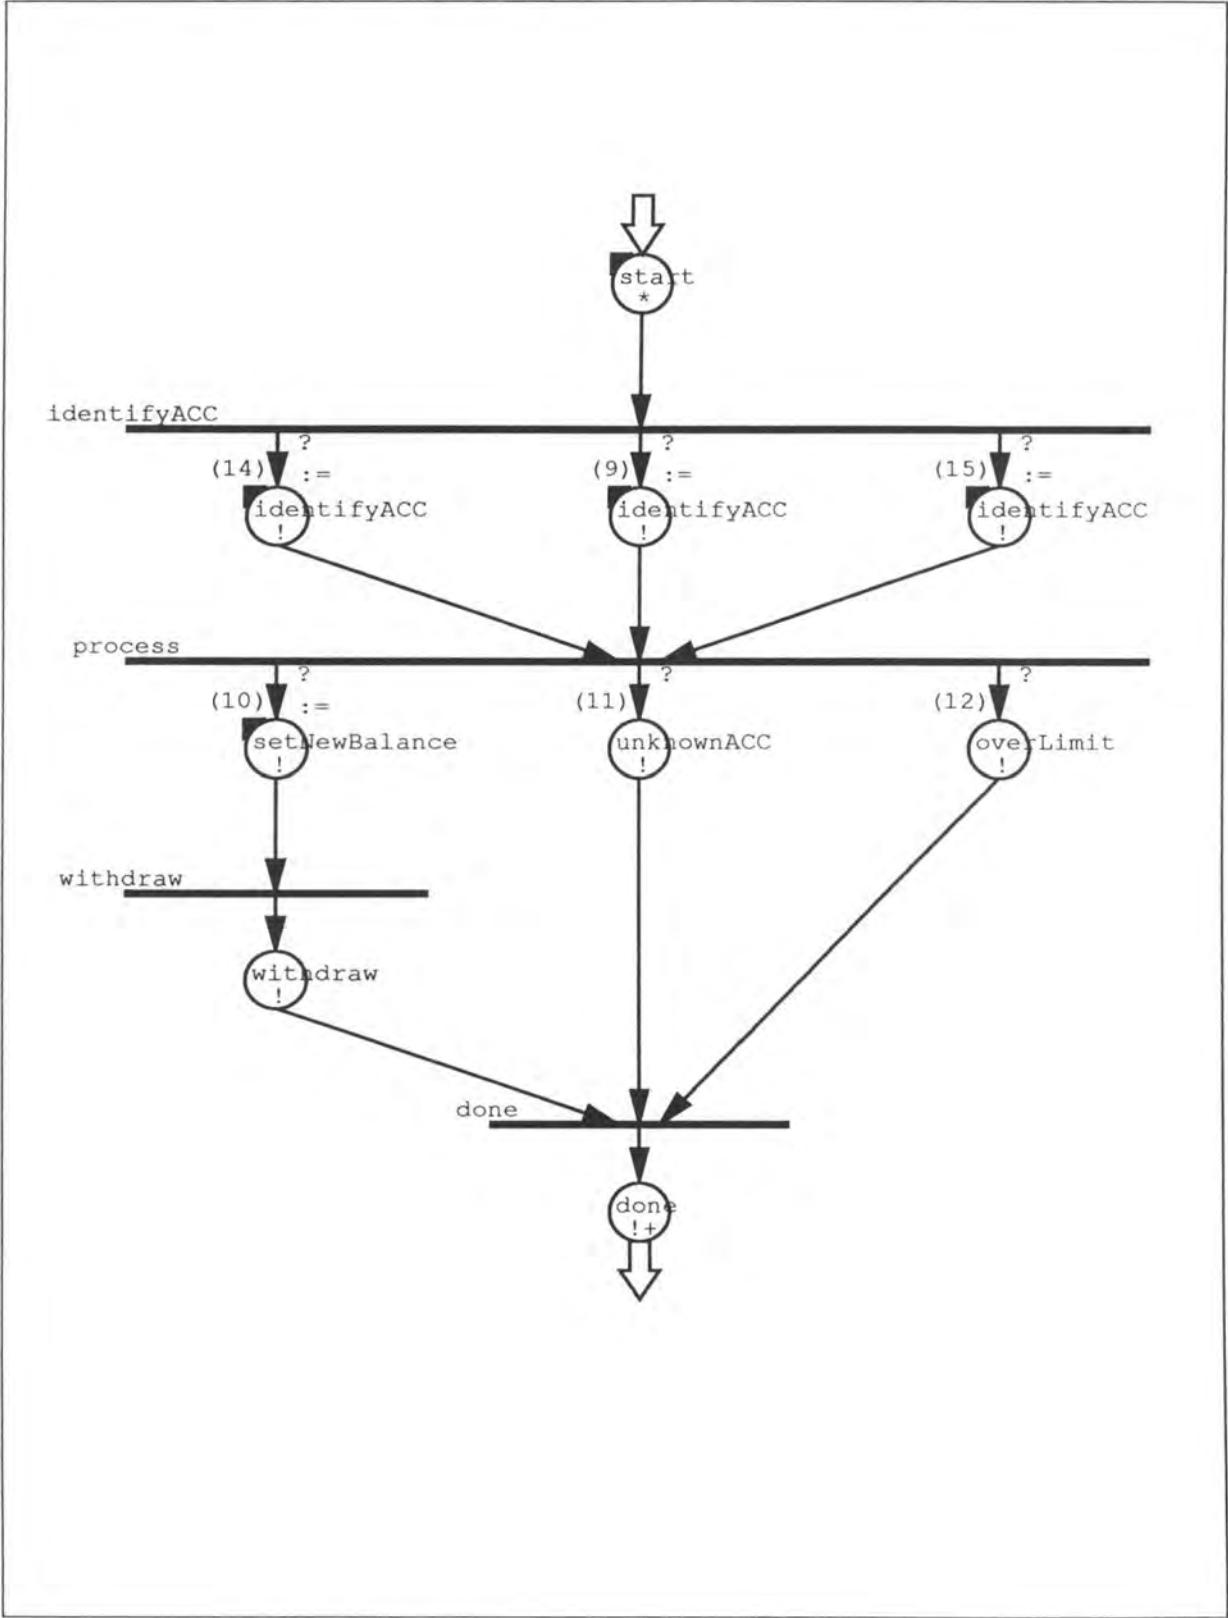 start
*
identifyACC
? ? ?
(14) := (9) := (15) :=
identifyACC identifyACC identifyACC
! ! !
process
? ? ?
(10) := (11) (12)
setNewBalance unknownACC overLimit
! ! !
withdraw
withdraw
!
done
done
!+